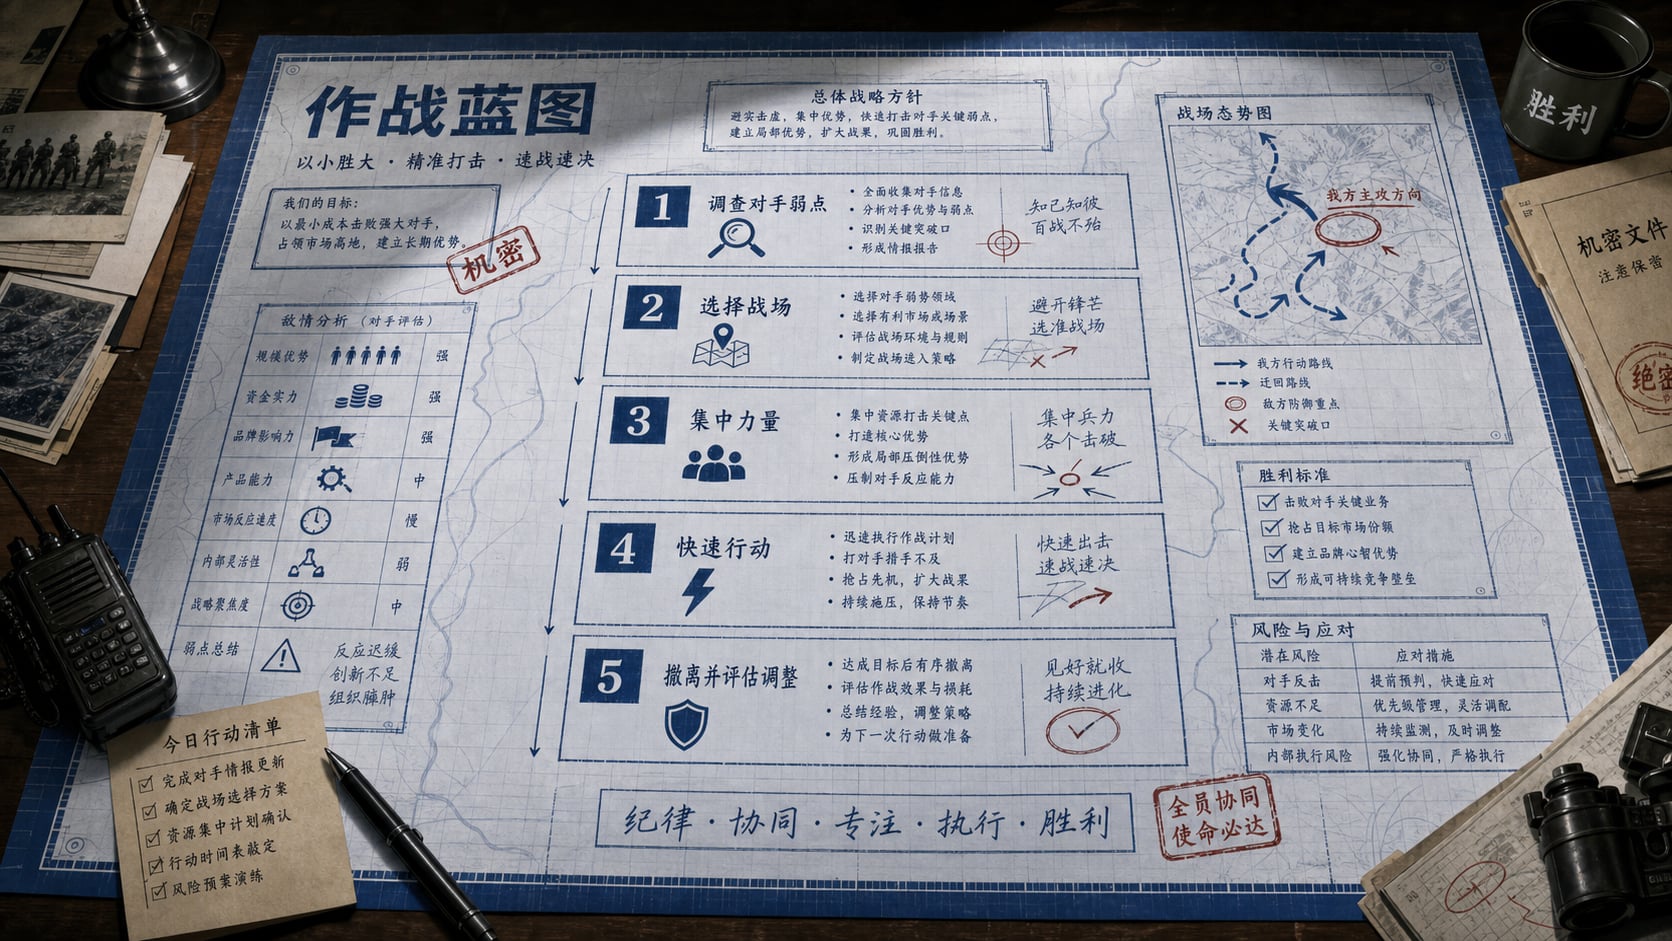 作战蓝图
以小胜大 · 精准打击 · 速战速决
我们的目标：
以最小成本击败强大对手，
占领市场高地，建立长期优势。
机密
总体战略方针
避实击虚，集中优势，快速打击对手关键弱点，
建立局部优势，扩大战果，巩固胜利。
敌情分析（对手评估）
规模优势 强
资金实力 强
品牌影响力 强
产品能力 中
市场反应速度 慢
内部灵活性 弱
战略聚焦度 中
弱点总结
反应迟缓
创新不足
组织臃肿
1 调查对手弱点
• 全面收集对手信息
• 分析对手优势与弱点
• 识别关键突破口
• 形成情报报告
知己知彼
百战不殆
2 选择战场
• 选择对手弱势领域
• 选择有利市场或场景
• 评估战场环境与规则
• 制定战场进入策略
避开锋芒
选准战场
3 集中力量
• 集中资源打击关键点
• 打造核心优势
• 形成局部压倒性优势
• 压制对手反应能力
集中兵力
各个击破
4 快速行动
• 迅速执行作战计划
• 打对手措手不及
• 抢占先机，扩大战果
• 持续施压，保持节奏
快速出击
速战速决
5 撤离并评估调整
• 达成目标后有序撤离
• 评估作战效果与损耗
• 总结经验，调整策略
• 为下一次行动做准备
见好就收
持续进化
纪律 · 协同 · 专注 · 执行 · 胜利
全员协同
使命必达
战场态势图
我方主攻方向
我方行动路线
迂回路线
敌方防御重点
关键突破口
胜利标准
击败对手关键业务
抢占目标市场份额
建立品牌心智优势
形成可持续竞争壁垒
风险与应对
潜在风险 应对措施
对手反击 提前预判，快速应对
资源不足 优先级管理，灵活调配
市场变化 持续监测，及时调整
内部执行风险 强化协同，严格执行
今日行动清单
完成对手情报更新
确定战场选择方案
资源集中计划确认
行动时间表敲定
风险预案演练
胜利
机密文件
注意保密
绝密